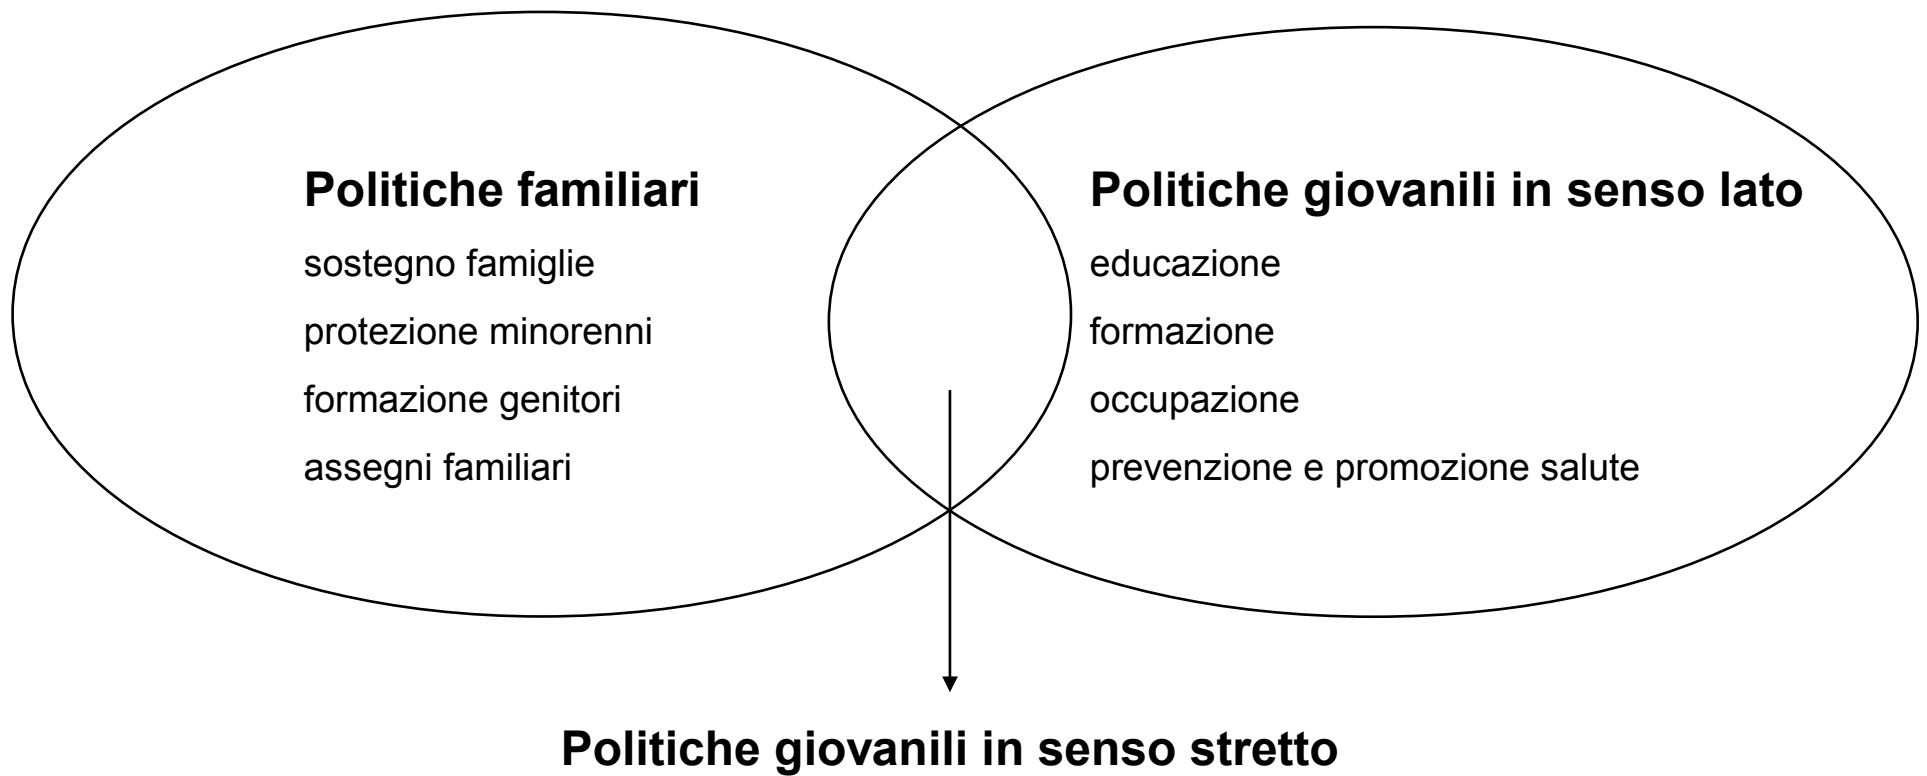 Politiche familiari
sostegno famiglie
protezione minorenni
formazione genitori
assegni familiari
Politiche giovanili in senso lato
educazione
formazione
occupazione
prevenzione e promozione salute
Politiche giovanili in senso stretto